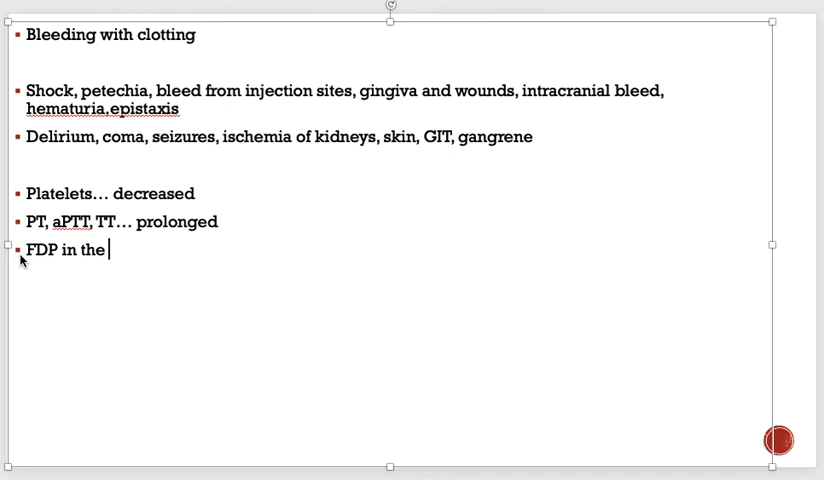 Bleeding with clotting
Shock, petechia, bleed from injection sites, gingiva and wounds, intracranial bleed,
hematuria.epistaxis
Delirium, coma, seizures, ischemia of kidneys, skin, GIT, gangrene
Platelets… decreased
PT, aPTT, TT… prolonged
FDP in the